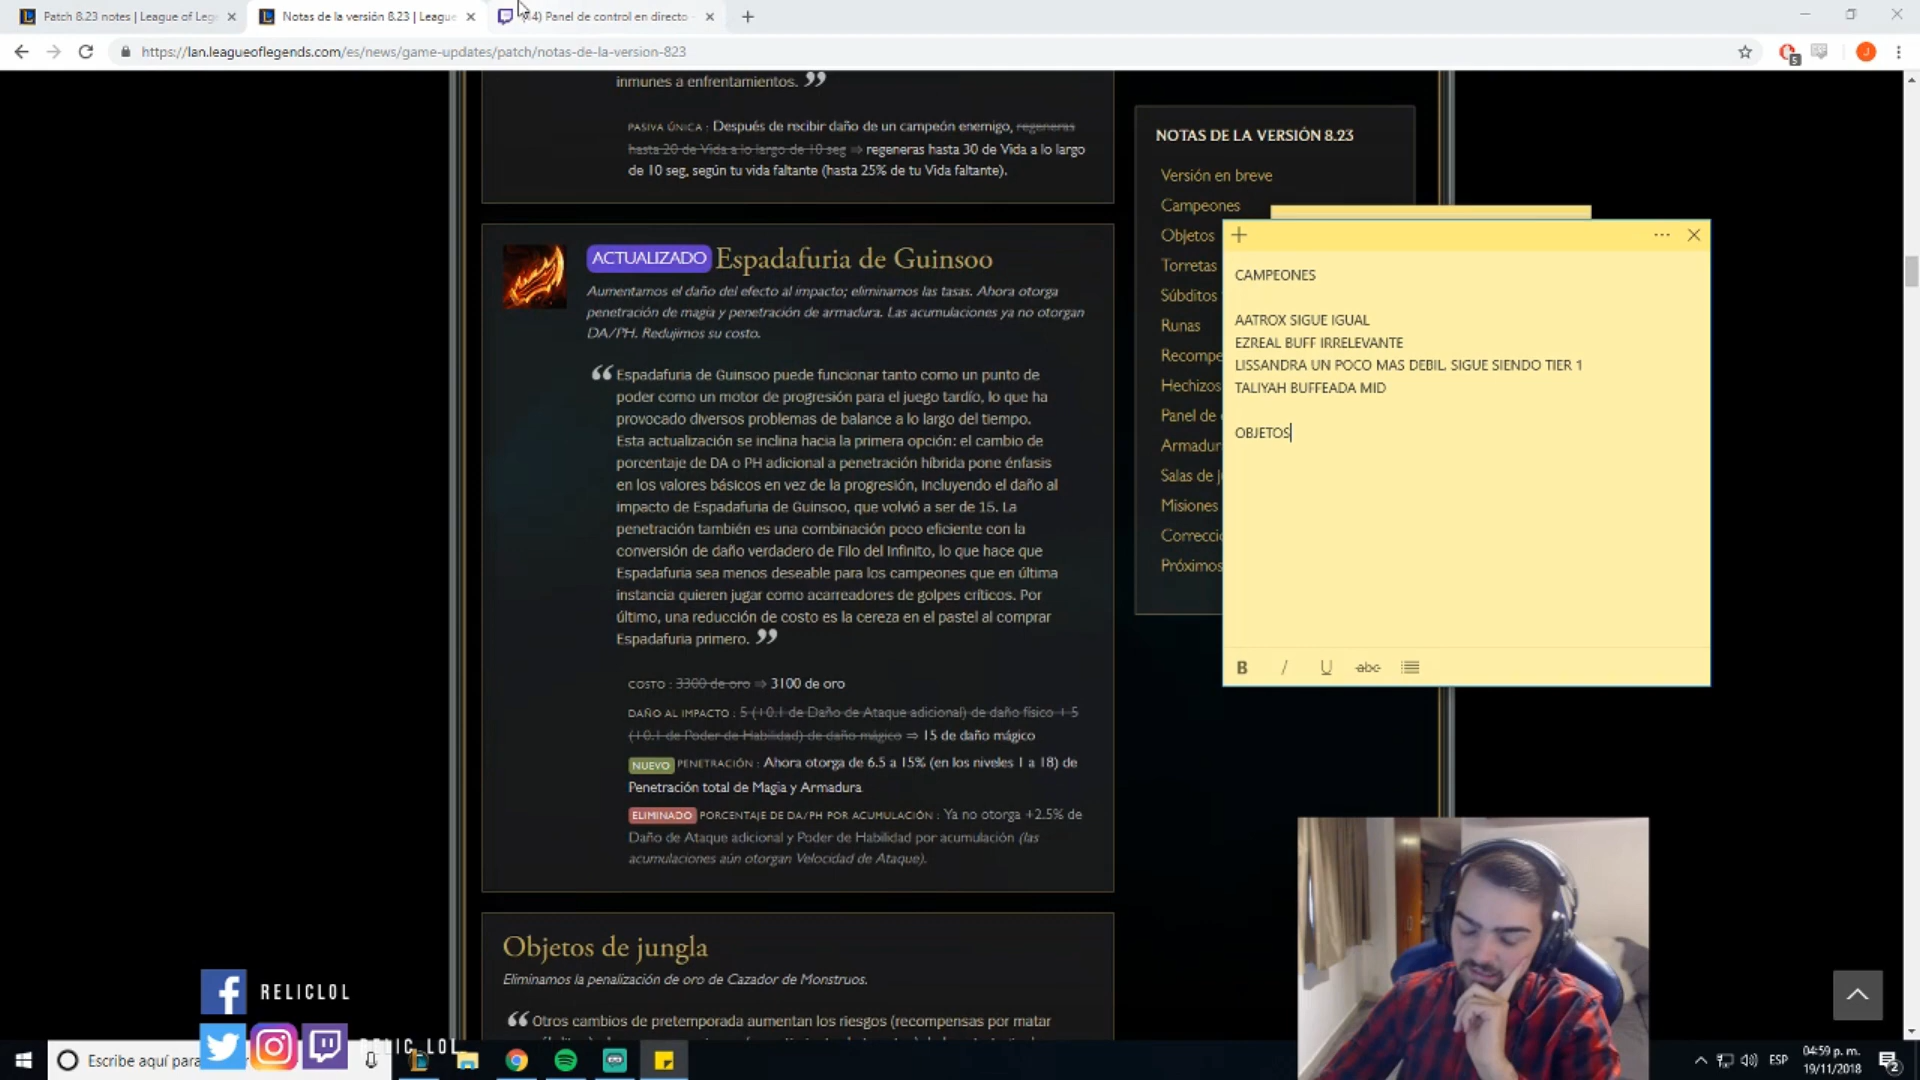 Patch 8.23 notes | League of Leg
Notas de la versión 8.23 | League
4) Panel de control en directo
https://lan.leagueoflegends.com/es/news/game-updates/patch/notas-de-la-version-823
5
J
inmunes a enfrentamientos. ”
PASIVA ÚNICA : Después de recibir daño de un campeón enemigo, regeneras
hasta 20 de Vida a lo largo de 10 seg ⇒ regeneras hasta 30 de Vida a lo largo
de 10 seg, según tu vida faltante (hasta 25% de tu Vida faltante).
ACTUALIZADO Espadafuria de Guinsoo
Aumentamos el daño del efecto al impacto; eliminamos las tasas. Ahora otorga
penetración de magia y penetración de armadura. Las acumulaciones ya no otorgan
DA/PH. Redujimos su costo.
“ Espadafuria de Guinsoo puede funcionar tanto como un punto de
poder como un motor de progresión para el juego tardío, lo que ha
provocado diversos problemas de balance a lo largo del tiempo.
Esta actualización se inclina hacia la primera opción: el cambio de
porcentaje de DA o PH adicional a penetración híbrida pone énfasis
en los valores básicos en vez de la progresión, incluyendo el daño al
impacto de Espadafuria de Guinsoo, que volvió a ser de 15. La
penetración también es una combinación poco eficiente con la
conversión de daño verdadero de Filo del Infinito, lo que hace que
Espadafuria sea menos deseable para los campeones que en última
instancia quieren jugar como acarreadores de golpes críticos. Por
último, una reducción de costo es la cereza en el pastel al comprar
Espadafuria primero. ”
COSTO : 3300 de oro ⇒ 3100 de oro
DAÑO AL IMPACTO : 5 (+0.1 de Daño de Ataque adicional) de daño físico + 5
(+0.1 de Poder de Habilidad) de daño mágico ⇒ 15 de daño mágico
NUEVO PENETRACIÓN : Ahora otorga de 6.5 a 15% (en los niveles 1 a 18) de
Penetración total de Magia y Armadura
ELIMINADO PORCENTAJE DE DA/PH POR ACUMULACIÓN : Ya no otorga +2.5% de
Daño de Ataque adicional y Poder de Habilidad por acumulación (las
acumulaciones aún otorgan Velocidad de Ataque).
Objetos de jungla
Eliminamos la penalización de oro de Cazador de Monstruos.
“ Otros cambios de pretemporada aumentan los riesgos (recompensas por matar
NOTAS DE LA VERSIÓN 8.23
Versión en breve
Campeones
Objetos
Torretas
Súbditos
Runas
Recompe
Hechizos
Panel de
Armadur
Salas de j
Misiones
Correcci
Próximos
CAMPEONES
AATROX SIGUE IGUAL
EZREAL BUFF IRRELEVANTE
LISSANDRA UN POCO MAS DEBIL, SIGUE SIENDO TIER 1
TALIYAH BUFFEADA MID
OBJETOS
B I U abc
RELICLOL
RELIC_LOL
Escribe aquí para
ESP
04:59 p. m.
19/11/2018
2